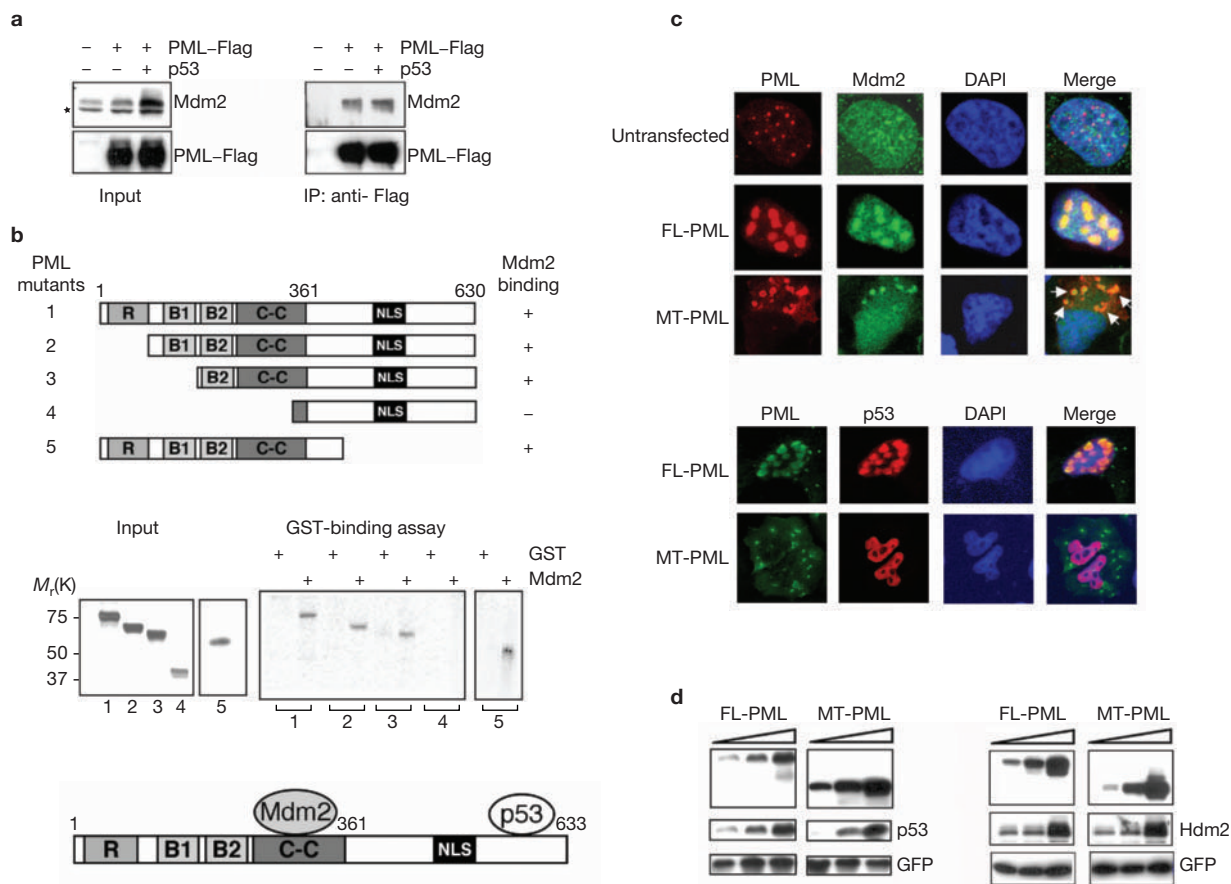 a
– + + PML–Flag
– – + p53
* Mdm2
PML–Flag
Input
– + + PML–Flag
– – + p53
Mdm2
PML–Flag
IP: anti- Flag
b
PML mutants
1 361 630
Mdm2 binding
1 R B1 B2 C-C NLS +
2 B1 B2 C-C NLS +
3 B2 C-C NLS +
4 NLS –
5 R B1 B2 C-C +
Input
GST-binding assay
+ + + + + GST
+ + + + + Mdm2
Mr(K)
75
50
37
1 2 3 4 5
1 2 3 4 5
Mdm2 p53
1 361 633
R B1 B2 C-C NLS
c
PML Mdm2 DAPI Merge
Untransfected
FL-PML
MT-PML
PML p53 DAPI Merge
FL-PML
MT-PML
d
FL-PML MT-PML
p53
GFP
FL-PML MT-PML
Hdm2
GFP